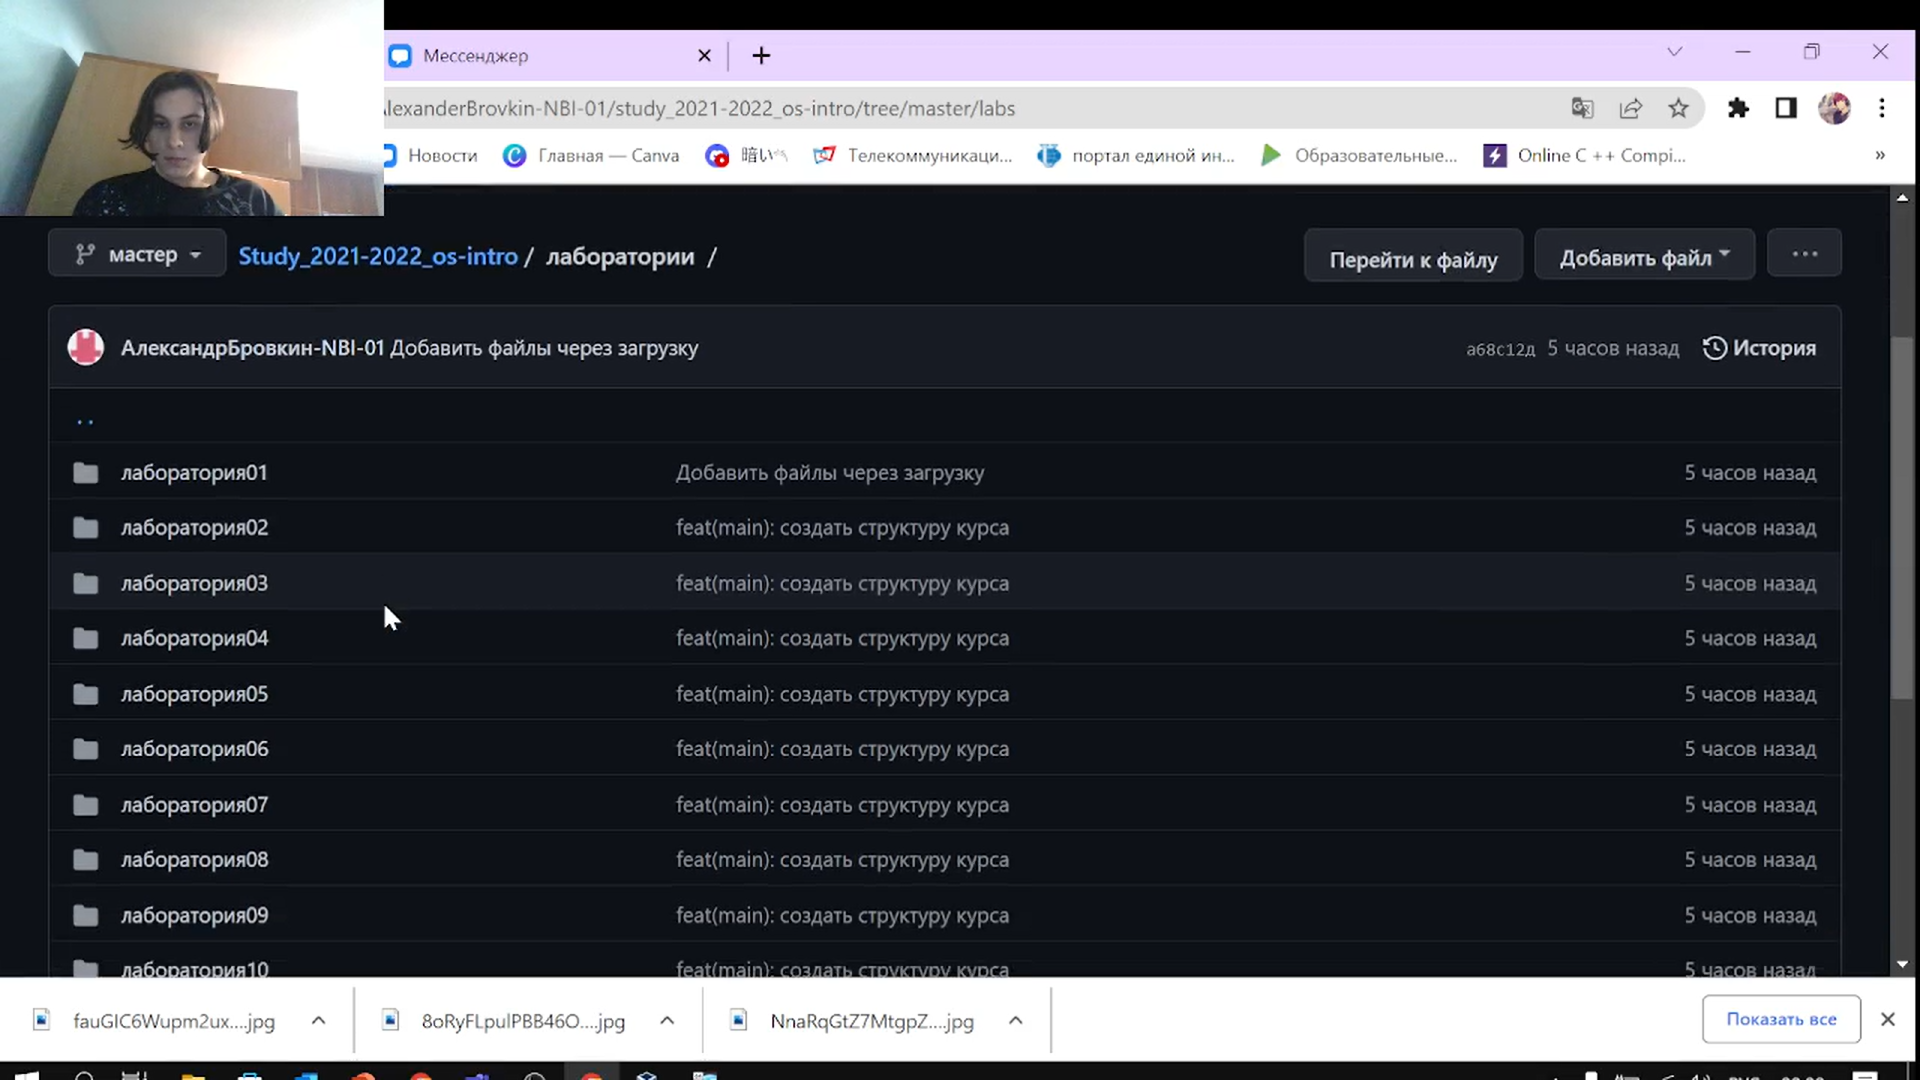 Мессенджер
lexanderBrovkin-NBI-01/study_2021-2022_os-intro/tree/master/labs
Новости
Главная — Canva
暗い
Телекоммуникаци...
портал единой ин...
Образовательные...
Online C ++ Compi...
»
мастер
Study_2021-2022_os-intro / лаборатории /
Перейти к файлу
Добавить файл
АлександрБровкин-NBI-01 Добавить файлы через загрузку
а68с12д 5 часов назад
История
..
лаборатория01 Добавить файлы через загрузку 5 часов назад
лаборатория02 feat(main): создать структуру курса 5 часов назад
лаборатория03 feat(main): создать структуру курса 5 часов назад
лаборатория04 feat(main): создать структуру курса 5 часов назад
лаборатория05 feat(main): создать структуру курса 5 часов назад
лаборатория06 feat(main): создать структуру курса 5 часов назад
лаборатория07 feat(main): создать структуру курса 5 часов назад
лаборатория08 feat(main): создать структуру курса 5 часов назад
лаборатория09 feat(main): создать структуру курса 5 часов назад
лаборатория10 feat(main): создать структуру курса 5 часов назад
fauGIC6Wupm2ux....jpg
8oRyFLpulPBB46O....jpg
NnaRqGtZ7MtgpZ....jpg
Показать все